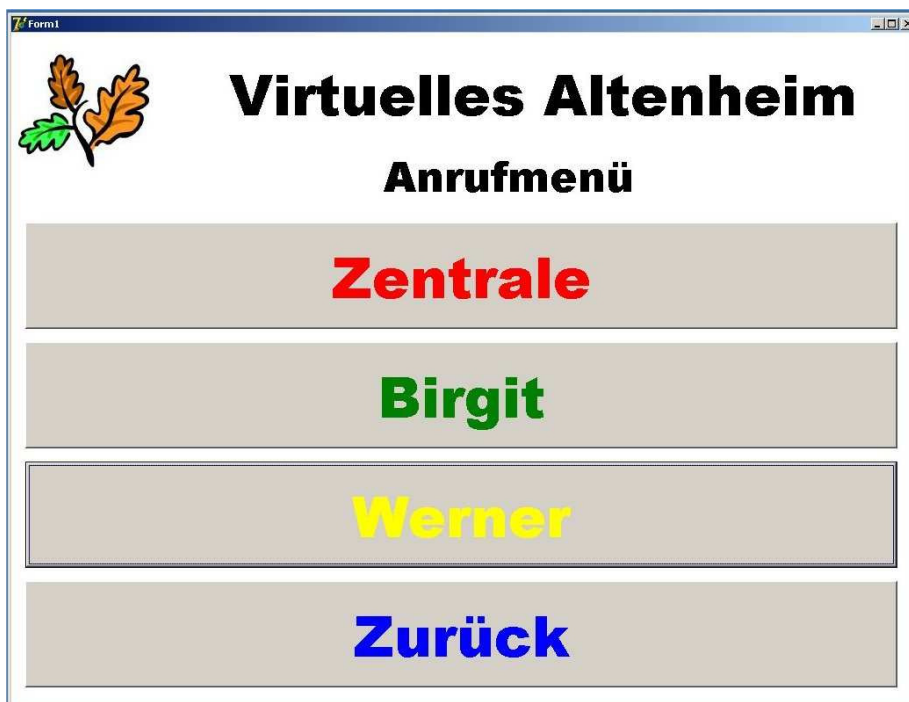 Form1
Virtuelles Altenheim
Anrufmenü
Zentrale
Birgit
Werner
Zurück